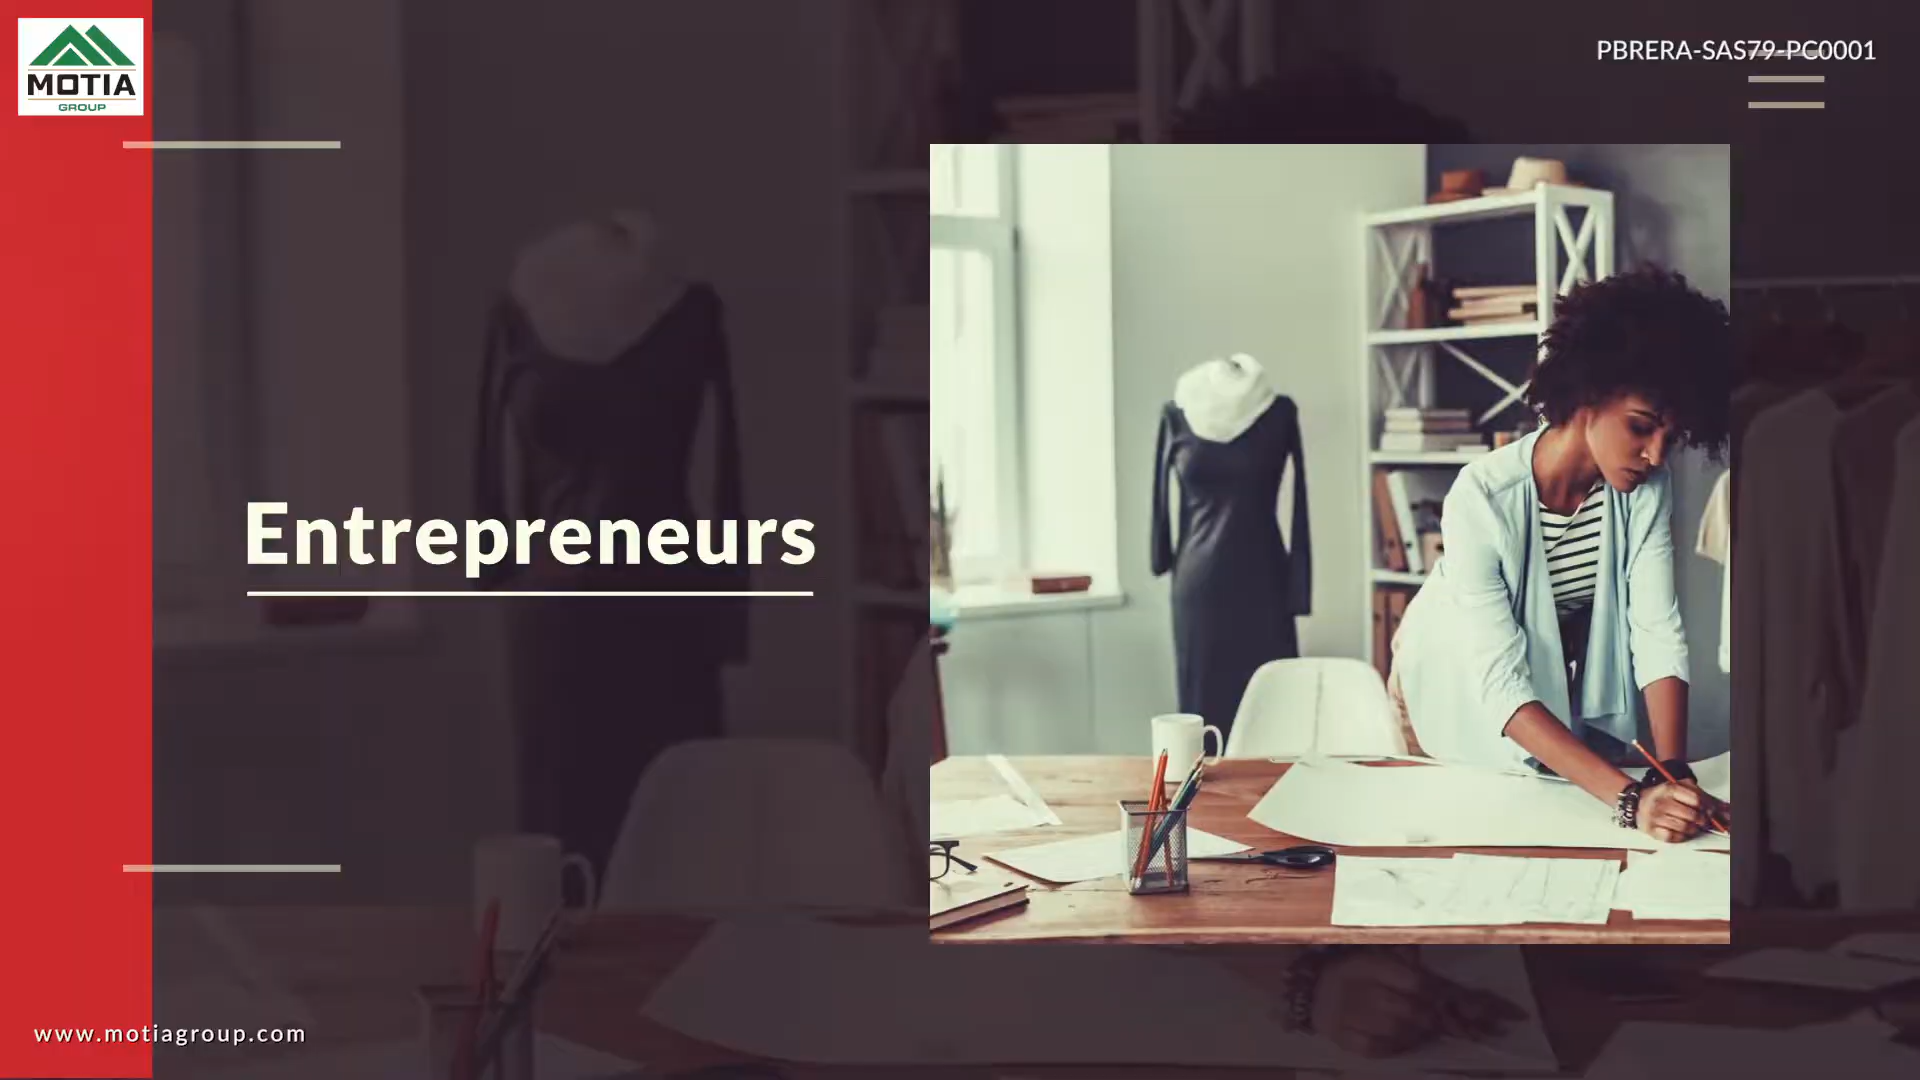 MOTIA
GROUP
PBRERA-SAS79-PC0001
Entrepreneurs
www.motiagroup.com